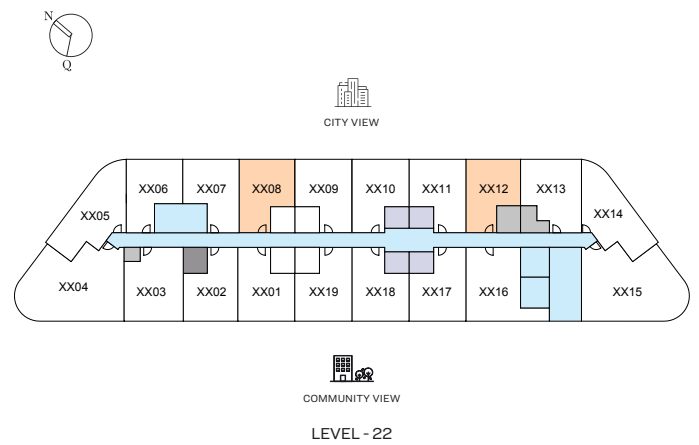 N
Q
CITY VIEW
XX06 XX07 XX08 XX09 XX10 XX11 XX12 XX13
XX05 XX14
XX04 XX03 XX02 XX01 XX19 XX18 XX17 XX16 XX15
COMMUNITY VIEW
LEVEL - 22